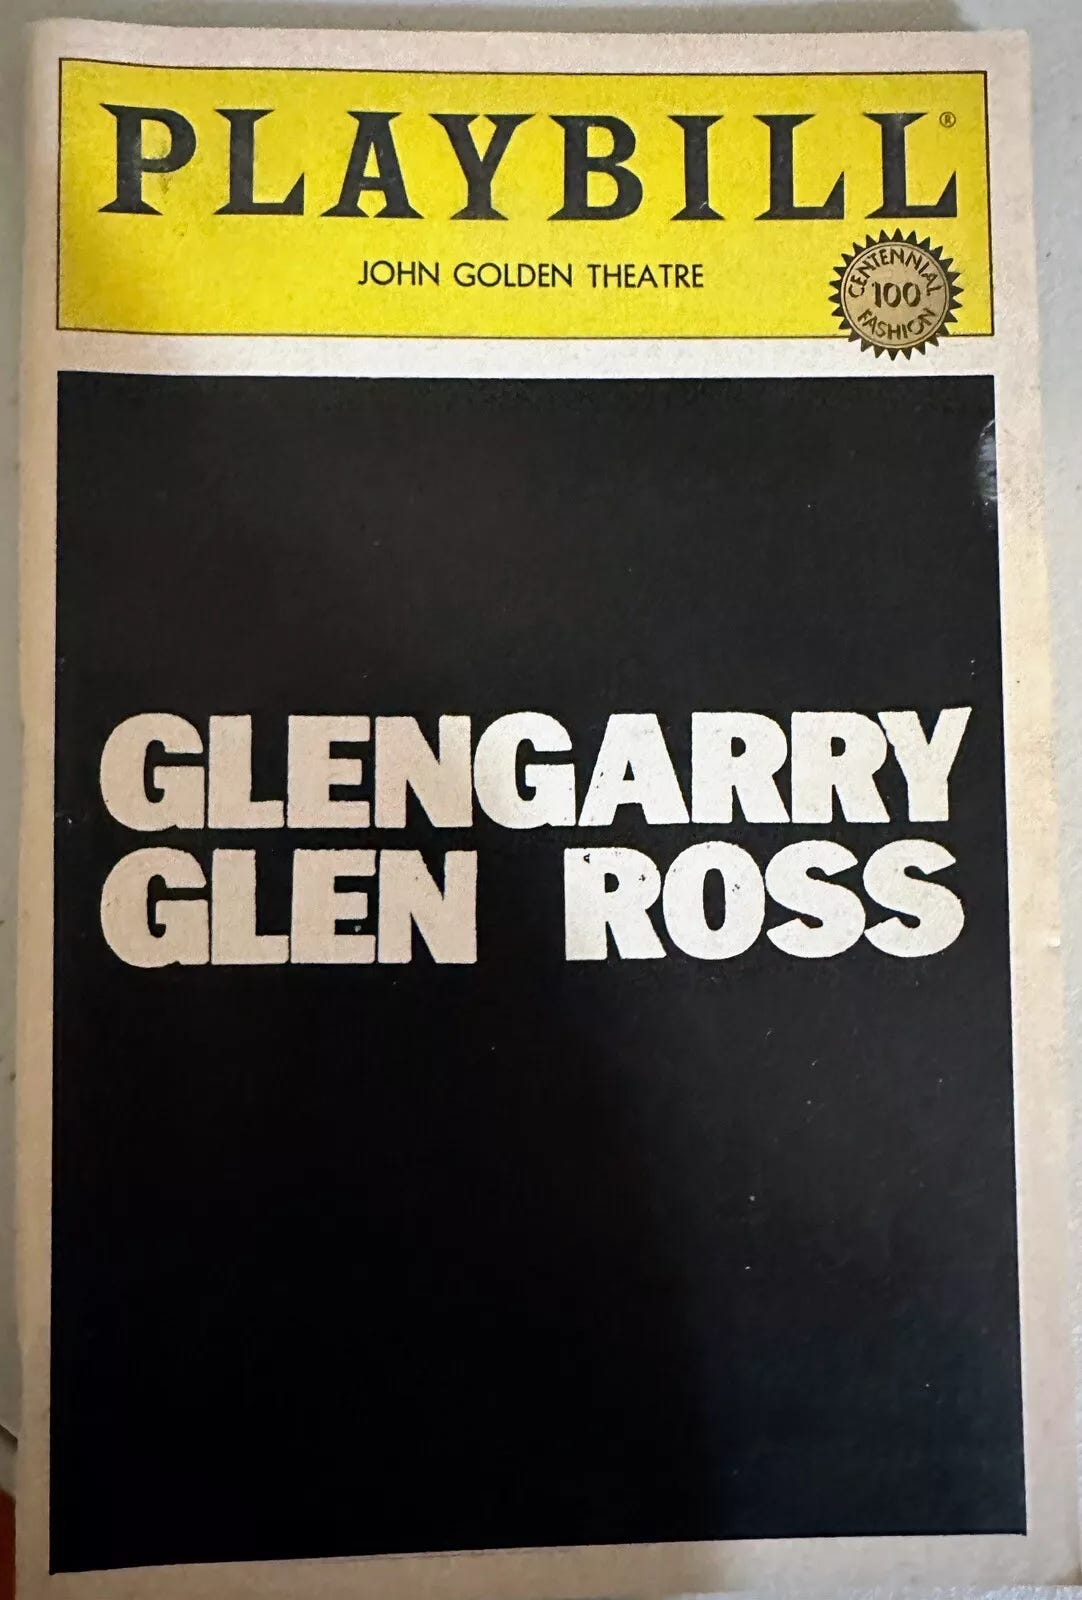 PLAYBILL®
JOHN GOLDEN THEATRE
CENTENNIAL
100
FASHION
GLENGARRY
GLEN ROSS